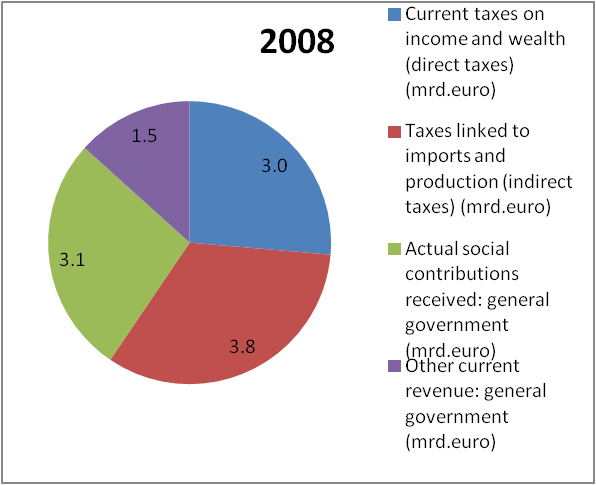 2008
1.5
3.0
3.1
3.8
Current taxes on
income and wealth
(direct taxes)
(mrd.euro)
Taxes linked to
imports and
production (indirect
taxes) (mrd.euro)
Actual social
contributions
received: general
government
(mrd.euro)
Other current
revenue: general
government
(mrd.euro)